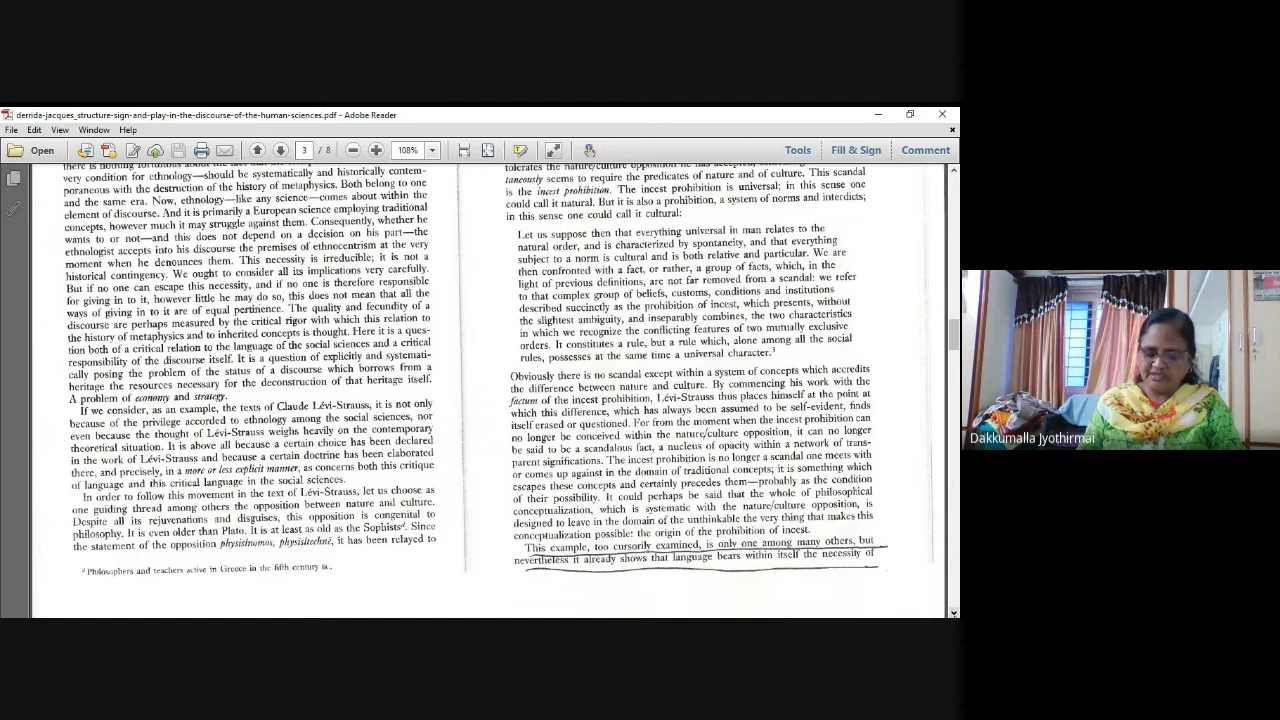 derrida-jacques_structure-sign-and-play-in-the-discourse-of-the-human-sciences.pdf - Adobe Reader
File Edit View Window Help
Open 3 / 8 108% Tools Fill & Sign Comment
very condition for ethnology—should be systematically and historically contem-
poraneous with the destruction of the history of metaphysics. Both belong to one
and the same era. Now, ethnology—like any science—comes about within the
element of discourse. And it is primarily a European science employing traditional
concepts, however much it may struggle against them. Consequently, whether he
wants to or not—and this does not depend on a decision on his part—the
ethnologist accepts into his discourse the premises of ethnocentrism at the very
moment when he denounces them. This necessity is irreducible; it is not a
historical contingency. We ought to consider all its implications very carefully.
But if no one can escape this necessity, and if no one is therefore responsible
for giving in to it, however little he may do so, this does not mean that all the
ways of giving in to it are of equal pertinence. The quality and fecundity of a
discourse are perhaps measured by the critical rigor with which this relation to
the history of metaphysics and to inherited concepts is thought. Here it is a ques-
tion both of a critical relation to the language of the social sciences and a critical
responsibility of the discourse itself. It is a question of explicitly and systemati-
cally posing the problem of the status of a discourse which borrows from a
heritage the resources necessary for the deconstruction of that heritage itself.
A problem of economy and strategy.
If we consider, as an example, the texts of Claude Lévi-Strauss, it is not only
because of the privilege accorded to ethnology among the social sciences, nor
even because the thought of Lévi-Strauss weighs heavily on the contemporary
theoretical situation. It is above all because a certain choice has been declared
in the work of Lévi-Strauss and because a certain doctrine has been elaborated
there, and precisely, in a more or less explicit manner, as concerns both this critique
of language and this critical language in the social sciences.
In order to follow this movement in the text of Lévi-Strauss, let us choose as
one guiding thread among others the opposition between nature and culture.
Despite all its rejuvenations and disguises, this opposition is congenital to
philosophy. It is even older than Plato. It is at least as old as the Sophistsᵈ. Since
the statement of the opposition physis/nomos, physis/technē, it has been relayed to
ᵈ Philosophers and teachers active in Greece in the fifth century
tolerates the nature/culture opposition he has accepted,
taneously seems to require the predicates of nature and of culture. This scandal
is the incest prohibition. The incest prohibition is universal; in this sense one
could call it natural. But it is also a prohibition, a system of norms and interdicts;
in this sense one could call it cultural:
Let us suppose then that everything universal in man relates to the
natural order, and is characterized by spontaneity, and that everything
subject to a norm is cultural and is both relative and particular. We are
then confronted with a fact, or rather, a group of facts, which, in the
light of previous definitions, are not far removed from a scandal: we refer
to that complex group of beliefs, customs, conditions and institutions
described succinctly as the prohibition of incest, which presents, without
the slightest ambiguity, and inseparably combines, the two characteristics
in which we recognize the conflicting features of two mutually exclusive
orders. It constitutes a rule, but a rule which, alone among all the social
rules, possesses at the same time a universal character.³
Obviously there is no scandal except within a system of concepts which accredits
the difference between nature and culture. By commencing his work with the
factum of the incest prohibition, Lévi-Strauss thus places himself at the point at
which this difference, which has always been assumed to be self-evident, finds
itself erased or questioned. For from the moment when the incest prohibition can
no longer be conceived within the nature/culture opposition, it can no longer
be said to be a scandalous fact, a nucleus of opacity within a network of trans-
parent significations. The incest prohibition is no longer a scandal one meets with
or comes up against in the domain of traditional concepts; it is something which
escapes these concepts and certainly precedes them—probably as the condition
of their possibility. It could perhaps be said that the whole of philosophical
conceptualization, which is systematic with the nature/culture opposition, is
designed to leave in the domain of the unthinkable the very thing that makes this
conceptualization possible: the origin of the prohibition of incest.
This example, too cursorily examined, is only one among many others, but
nevertheless it already shows that language bears within itself the necessity of
Dakkumalla Jyothirmai